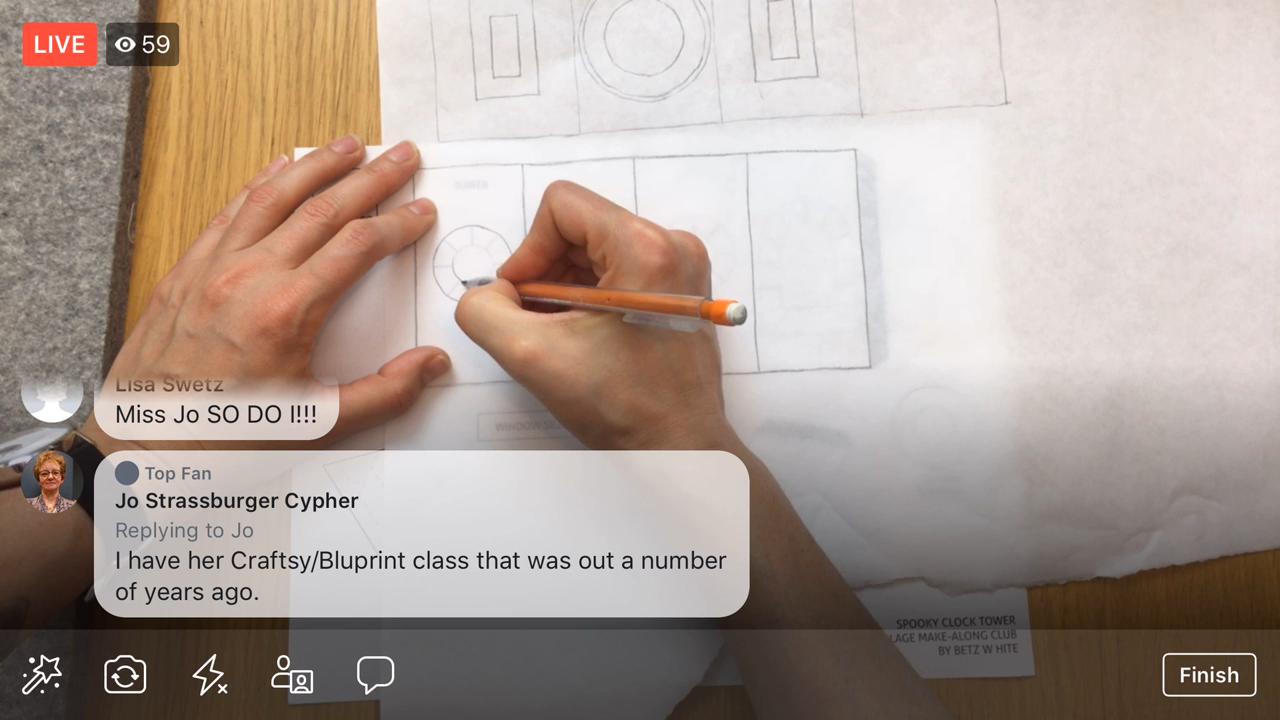 LIVE
59
Lisa Swetz
Miss Jo SO DO I!!!
Top Fan
Jo Strassburger Cypher
Replying to Jo
I have her Craftsy/Bluprint class that was out a number
of years ago.
TOWER
WINDOW
SPOOKY CLOCK TOWER
LAGE MAKE-ALONG CLUB
BY BETZ W HITE
Finish